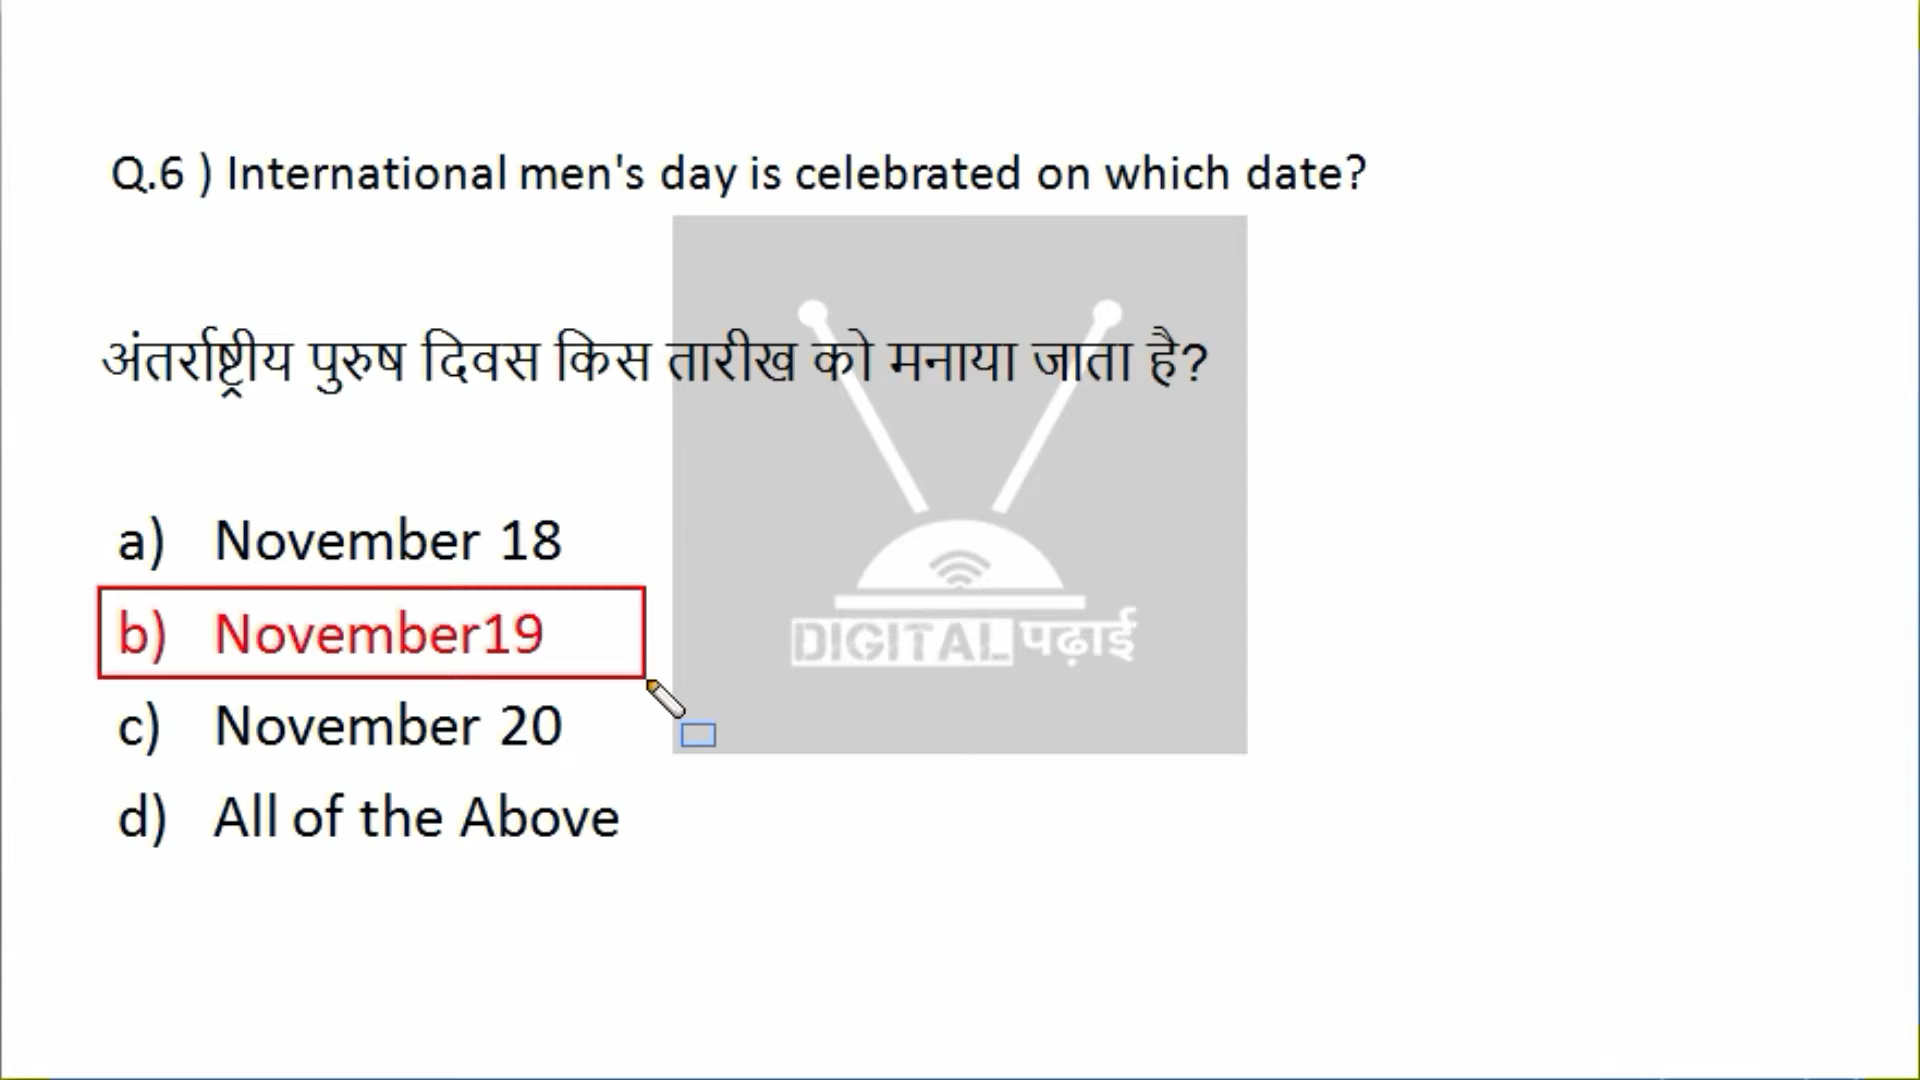 Q.6 ) International men's day is celebrated on which date?
अंतर्राष्ट्रीय पुरुष दिवस किस तारीख को मनाया जाता है?
a) November 18
b) November19
c) November 20
d) All of the Above
DIGITAL पढ़ाई